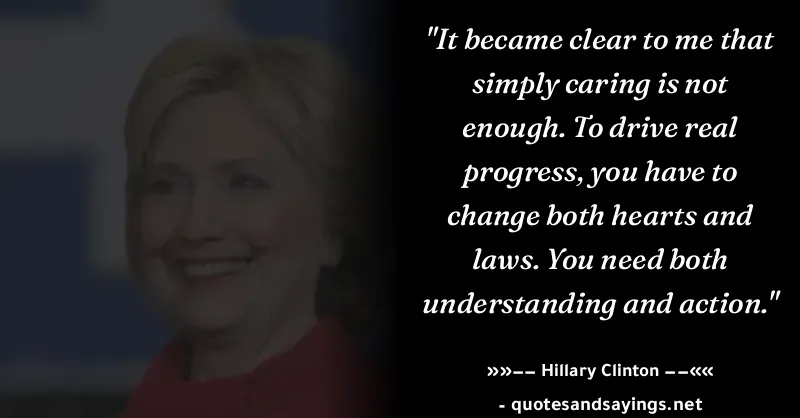 "It became clear to me that
simply caring is not
enough. To drive real
progress, you have to
change both hearts and
laws. You need both
understanding and action."
»»–– Hillary Clinton ––««
- quotesandsayings.net